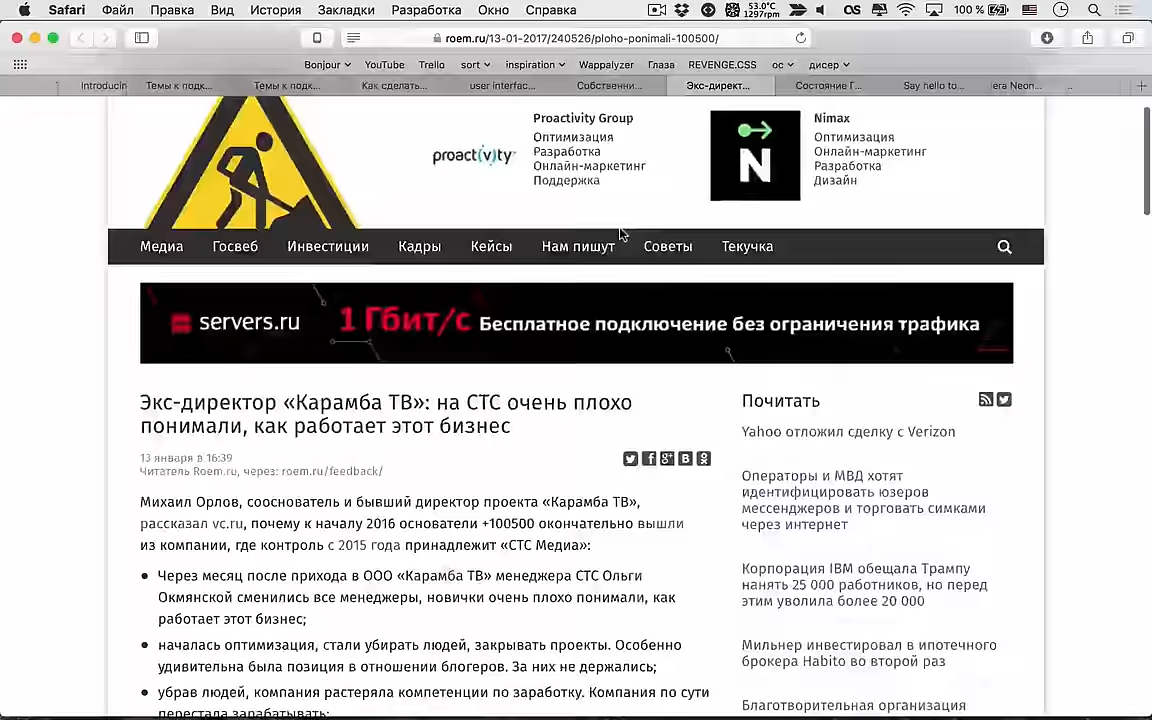 Safari Файл Правка Вид История Закладки Разработка Окно Справка 53.0°C 1297rpm 100 %
roem.ru/13-01-2017/240526/ploho-ponimali-100500/
Bonjour YouTube Trello sort inspiration Wappalyzer Глаза REVENGE.CSS ос дисер
Introducin Темы к подк... Темы к подк... Как сделать... user interfac... Собственни... Экс-директ... Состояние Г... Say hello to... era Neon... ..
Proactivity Group
Оптимизация
Разработка
Онлайн-маркетинг
Поддержка
proact(v)ty
N
Nimax
Оптимизация
Онлайн-маркетинг
Разработка
Дизайн
Медиа Госвеб Инвестиции Кадры Кейсы Нам пишут Советы Текучка
servers.ru 1 Гбит/с Бесплатное подключение без ограничения трафика
Экс-директор «Карамба ТВ»: на СТС очень плохо
понимали, как работает этот бизнес
13 января в 16:39
Читатель Roem.ru, через: roem.ru/feedback/
Михаил Орлов, сооснователь и бывший директор проекта «Карамба ТВ»,
рассказал vc.ru, почему к началу 2016 основатели +100500 окончательно вышли
из компании, где контроль с 2015 года принадлежит «СТС Медиа»:
Через месяц после прихода в ООО «Карамба ТВ» менеджера СТС Ольги
Окмянской сменились все менеджеры, новички очень плохо понимали, как
работает этот бизнес;
началась оптимизация, стали убирать людей, закрывать проекты. Особенно
удивительна была позиция в отношении блогеров. За них не держались;
убрав людей, компания растеряла компетенции по заработку. Компания по сути
перестала зарабатывать;
Почитать
Yahoo отложил сделку с Verizon
Операторы и МВД хотят
идентифицировать юзеров
мессенджеров и торговать симками
через интернет
Корпорация IBM обещала Трампу
нанять 25 000 работников, но перед
этим уволила более 20 000
Мильнер инвестировал в ипотечного
брокера Habito во второй раз
Благотворительная организация